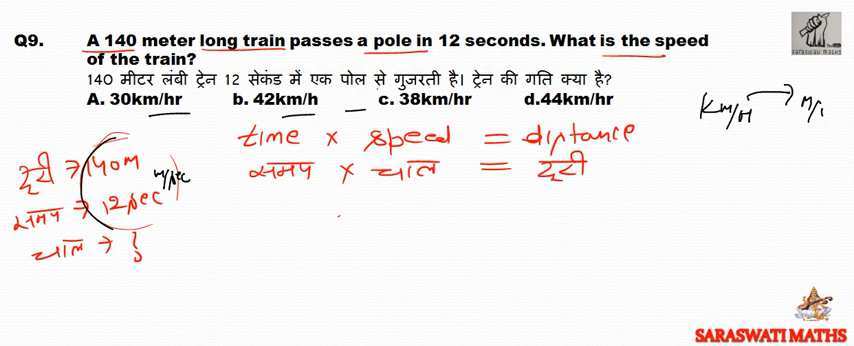 Q9. A 140 meter long train passes a pole in 12 seconds. What is the speed
of the train?
140 मीटर लंबी ट्रेन 12 सेकंड में एक पोल से गुजरती है। ट्रेन की गति क्या है?
A. 30km/hr b. 42km/h c. 38km/hr d.44km/hr
KM/H → M/
time × speed = distance
समय × चाल = दूरी
दूरी → 140M
m/sec
समय → 12sec
चाल → ?
SARASWATI MATHS